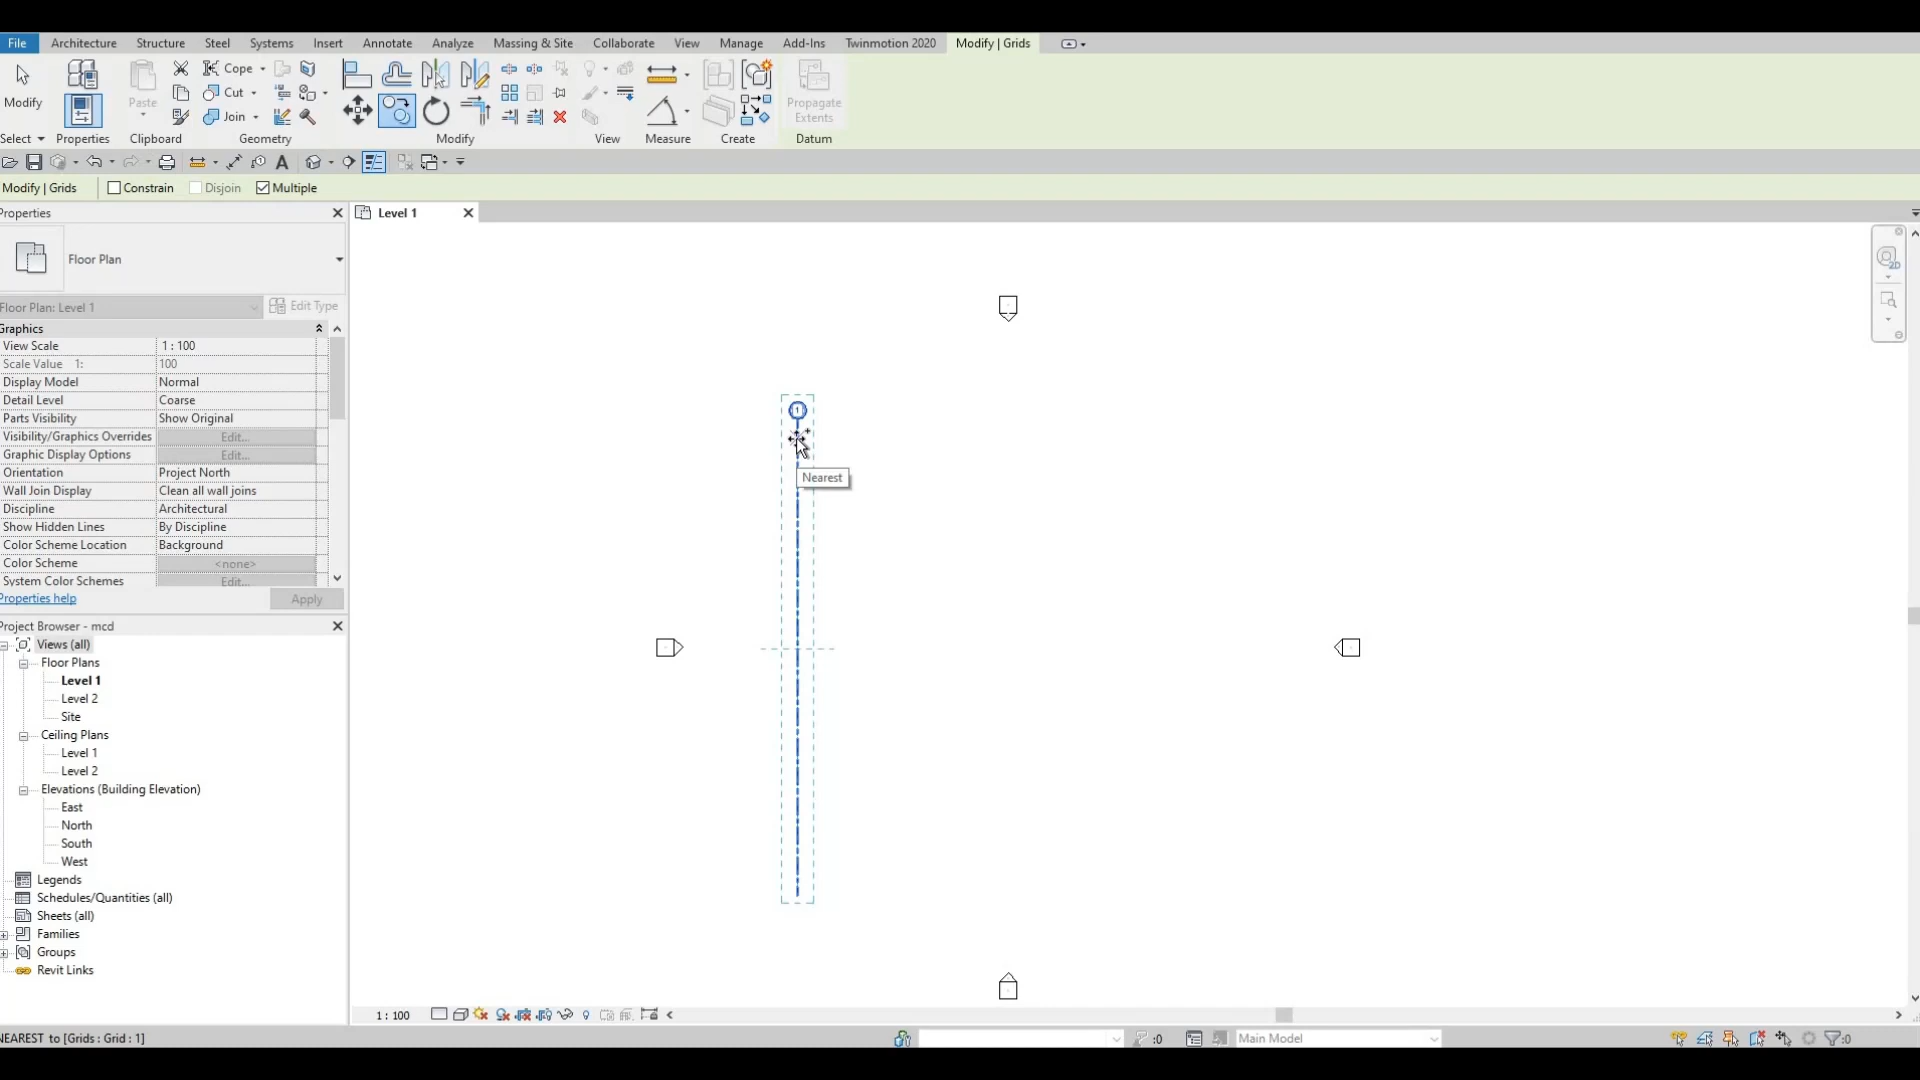 File Architecture Structure Steel Systems Insert Annotate Analyze Massing & Site Collaborate View Manage Add-Ins Twinmotion 2020 Modify | Grids
Modify
Paste
Cope
Cut
Join
Propagate
Extents
Select Properties Clipboard Geometry Modify View Measure Create Datum
Modify | Grids Constrain Disjoin Multiple
Properties
Level 1
Floor Plan
Floor Plan: Level 1 Edit Type
Graphics
View Scale 1 : 100
Scale Value 1: 100
Display Model Normal
Detail Level Coarse
Parts Visibility Show Original
Visibility/Graphics Overrides Edit...
Graphic Display Options Edit...
Orientation Project North
Wall Join Display Clean all wall joins
Discipline Architectural
Show Hidden Lines By Discipline
Color Scheme Location Background
Color Scheme <none>
System Color Schemes Edit...
Properties help Apply
1
Nearest
Project Browser - mcd
Views (all)
Floor Plans
Level 1
Level 2
Site
Ceiling Plans
Level 1
Level 2
Elevations (Building Elevation)
East
North
South
West
Legends
Schedules/Quantities (all)
Sheets (all)
Families
Groups
Revit Links
1 : 100
NEAREST to [Grids : Grid : 1] :0 Main Model :0